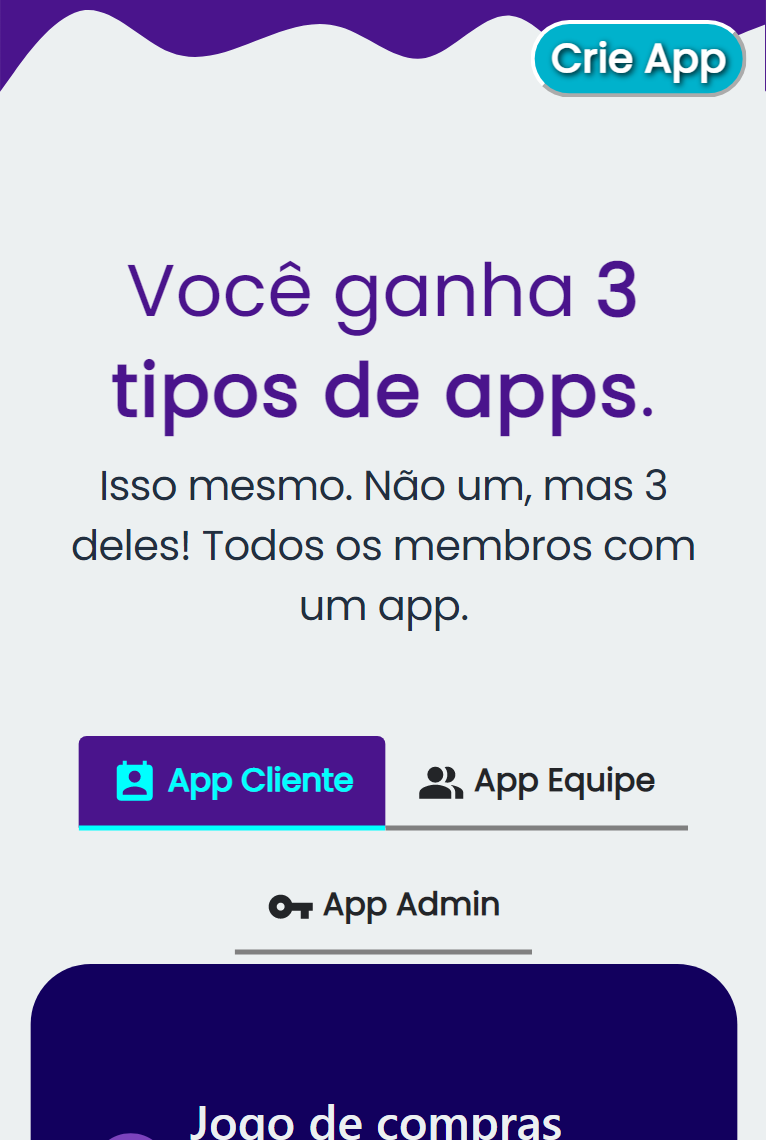 Crie App
Você ganha 3
tipos de apps.
Isso mesmo. Não um, mas 3
deles! Todos os membros com
um app.
App Cliente
App Equipe
App Admin
Jogo de compras